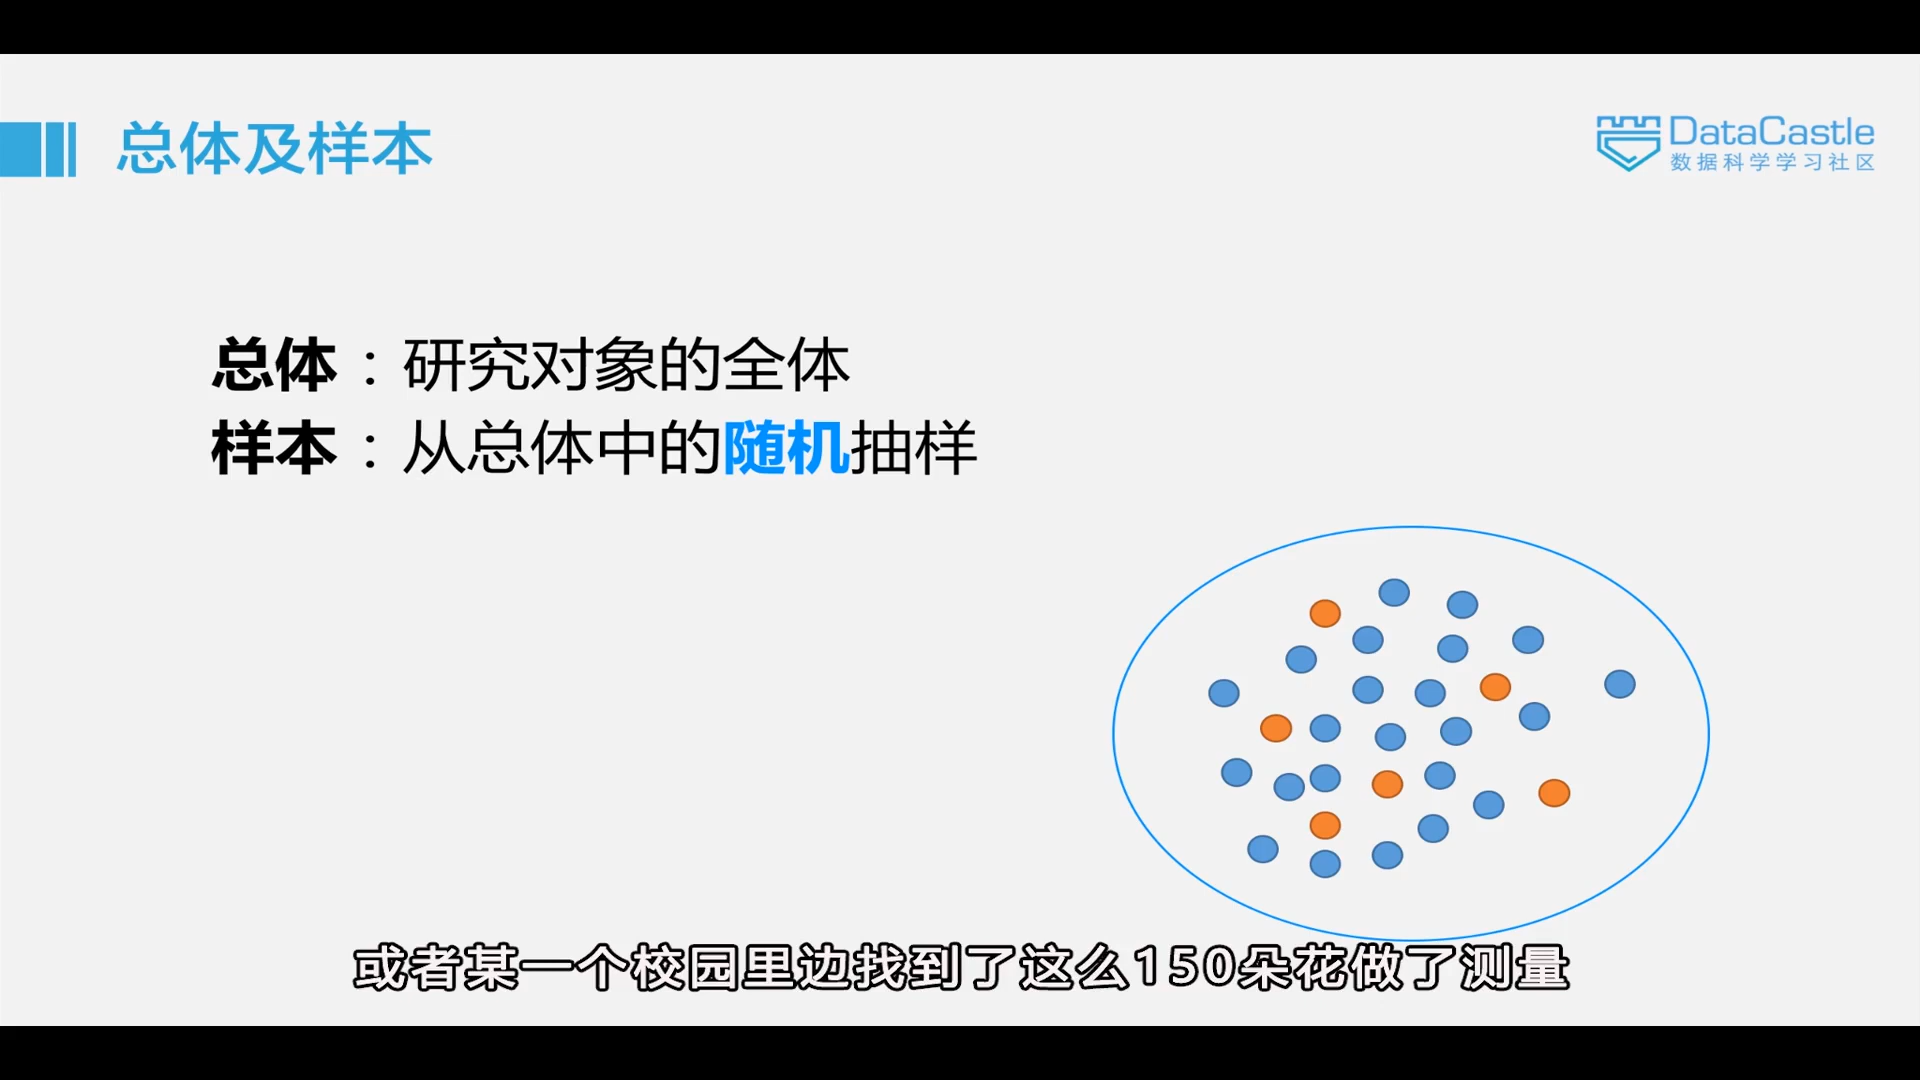 总体及样本
DataCastle
数据科学学习社区
总体：研究对象的全体
样本：从总体中的随机抽样
或者某一个校园里边找到了这么150朵花做了测量